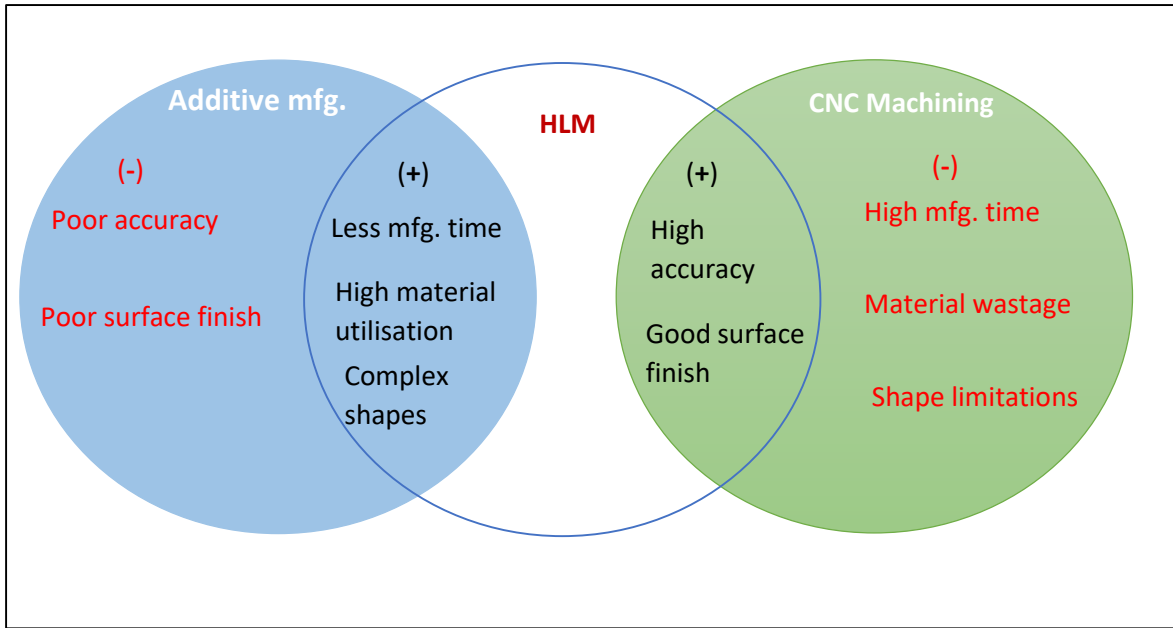 Additive mfg.
(-)
Poor accuracy
Poor surface finish
(+)
Less mfg. time
High material
utilisation
Complex
shapes
HLM
(+)
High
accuracy
Good surface
finish
CNC Machining
(-)
High mfg. time
Material wastage
Shape limitations